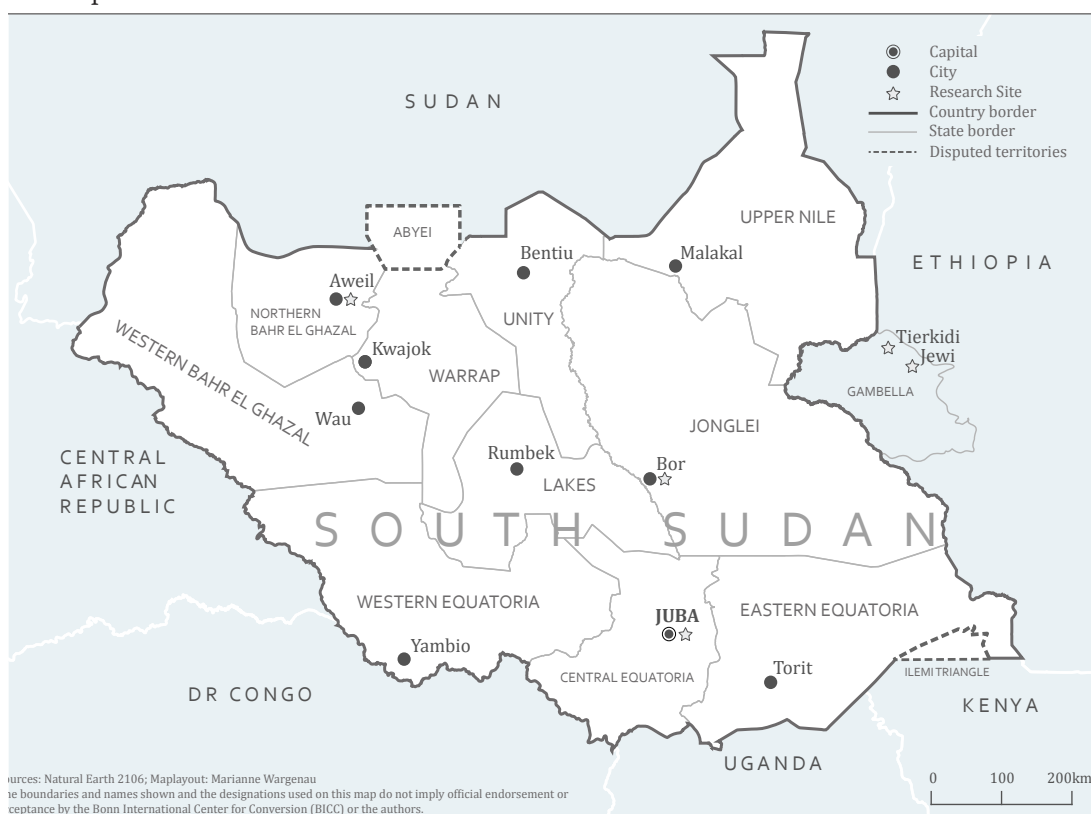 Capital
City
Research Site
Country border
State border
Disputed territories
SUDAN
UPPER NILE
ABYEI
Bentiu
Malakal
ETHIOPIA
Aweil
NORTHERN
BAHR EL GHAZAL
UNITY
Tierkidi
Jewi
Kwajok
WARRAP
GAMBELLA
WESTERN BAHR EL GHAZAL
Wau
JONGLEI
CENTRAL
AFRICAN
REPUBLIC
Rumbek
LAKES
Bor
SOUTH SUDAN
WESTERN EQUATORIA
JUBA
EASTERN EQUATORIA
Yambio
CENTRAL EQUATORIA
Torit
ILEMI TRIANGLE
DR CONGO
KENYA
UGANDA
0 100 200km
ources: Natural Earth 2106; Maplayout: Marianne Wargenau
he boundaries and names shown and the designations used on this map do not imply official endorsement or
cceptance by the Bonn International Center for Conversion (BICC) or the authors.